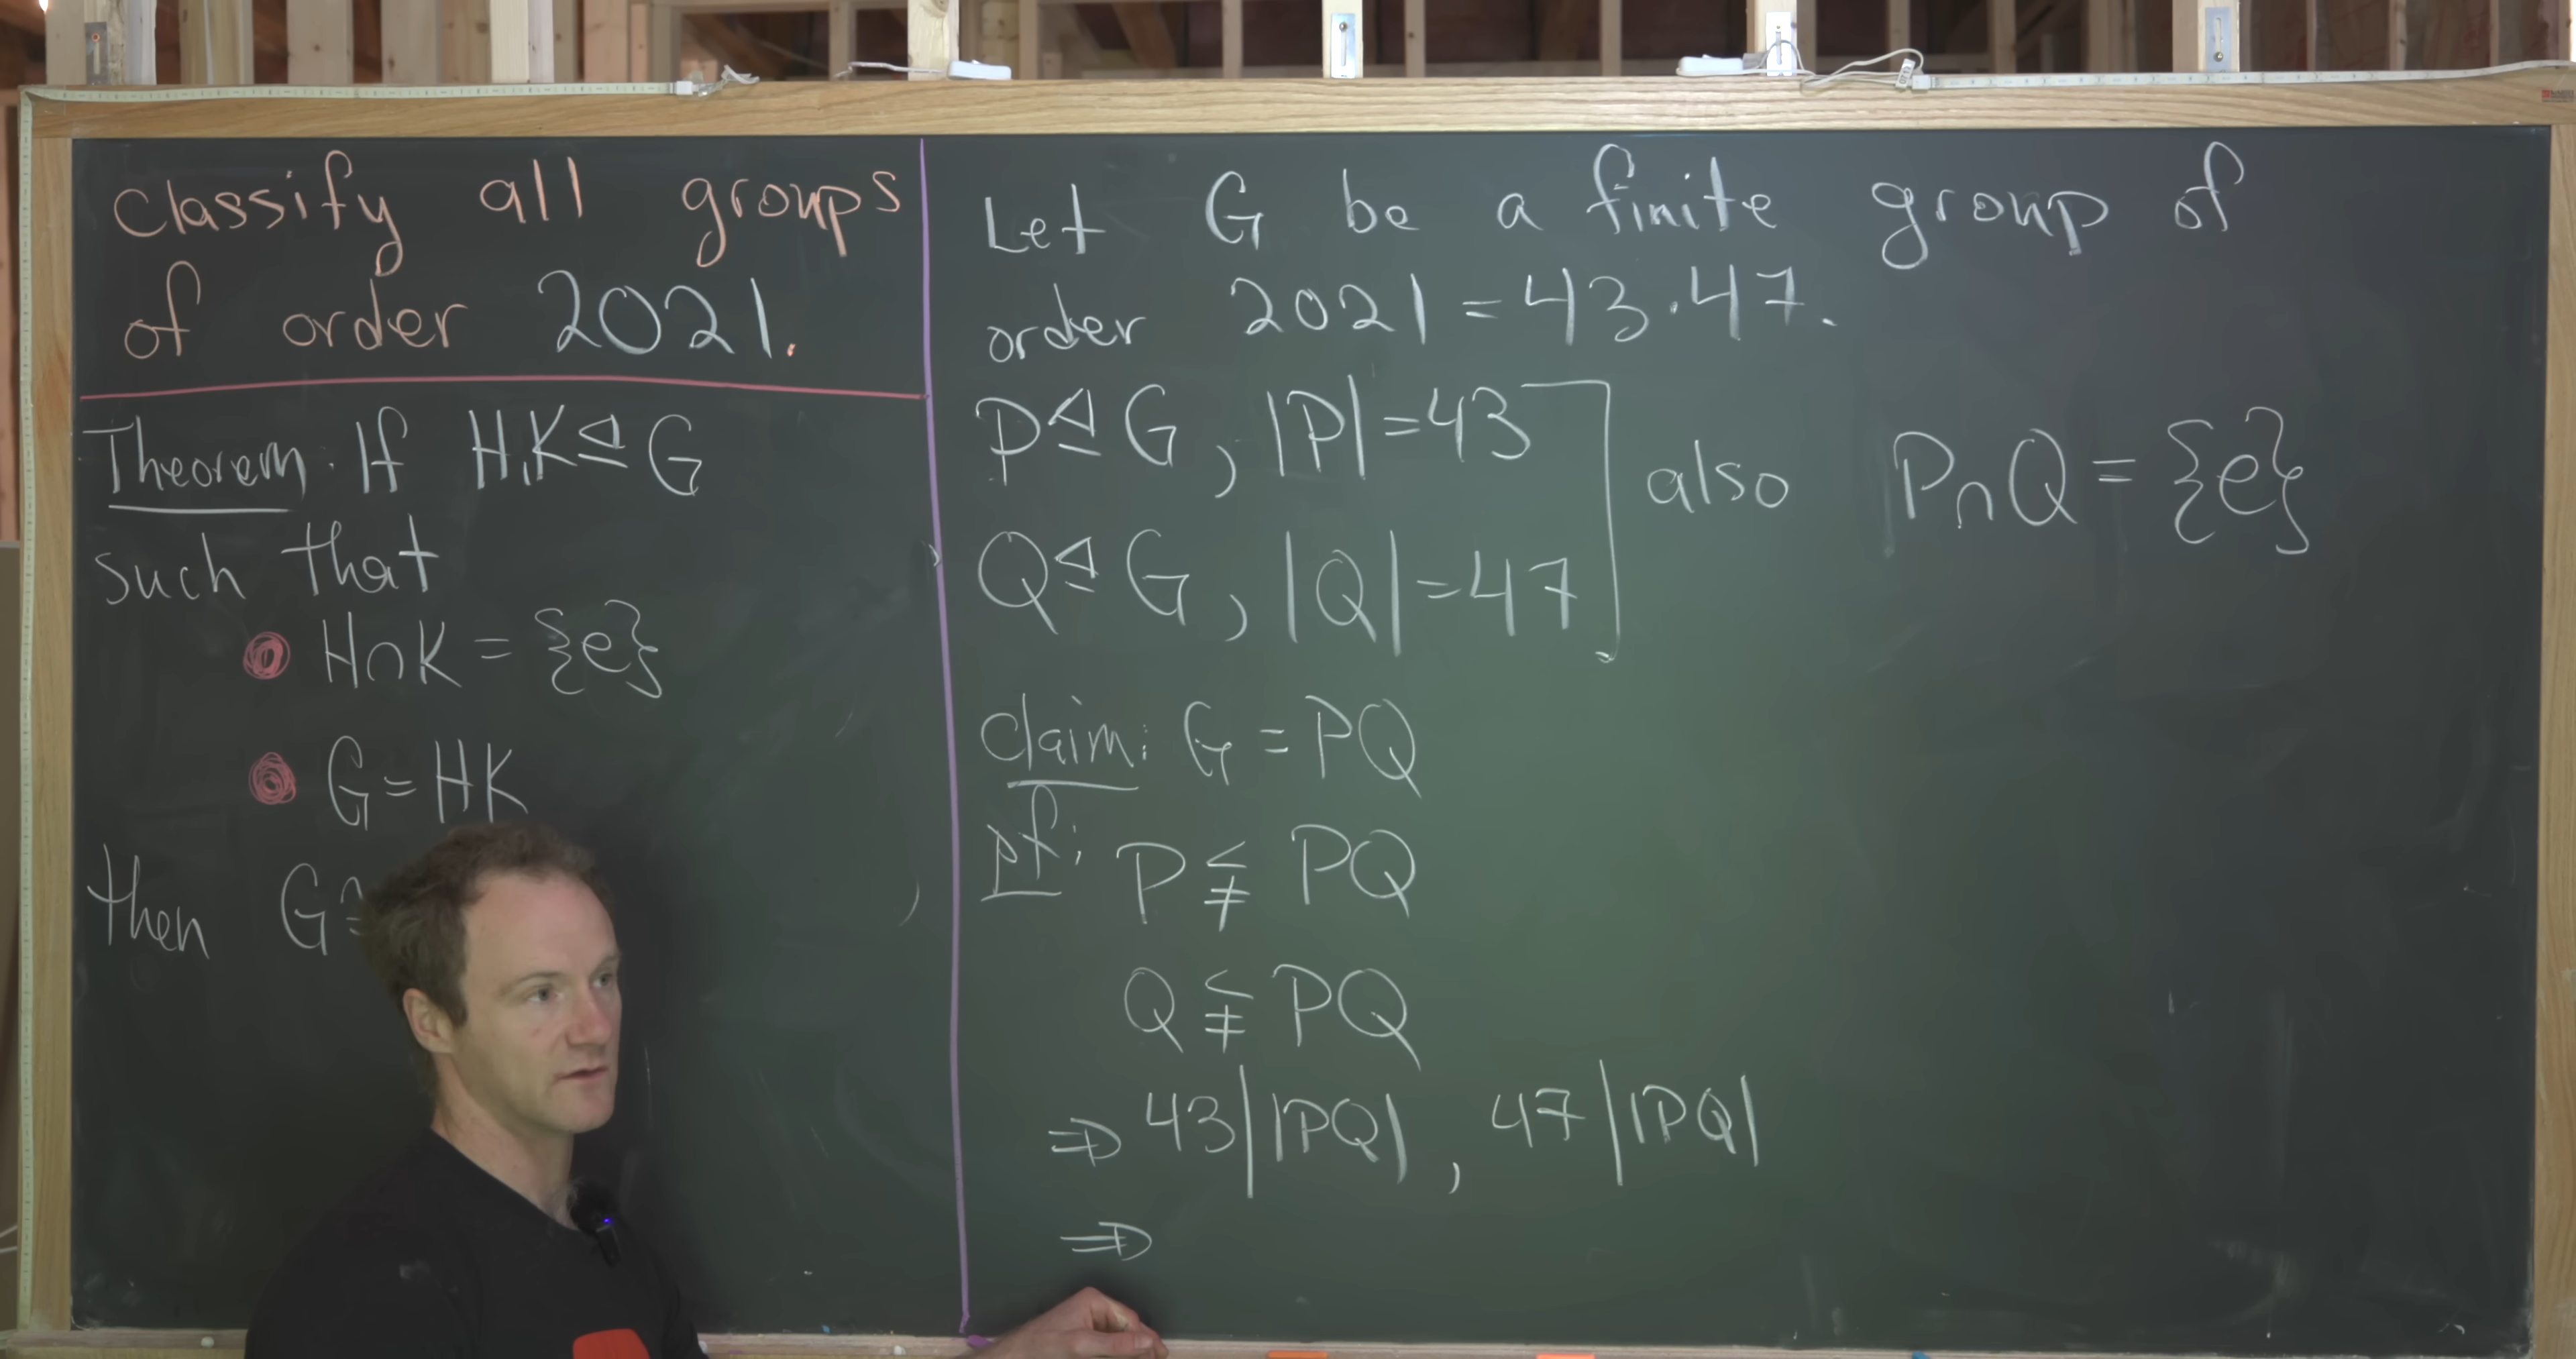 Classify all groups
of order 2021.
Theorem: If H,K ⊴ G
such that
• H∩K = {e}
• G = HK
then G ≅
Let G be a finite group of
order 2021 = 43·47.
P ⊴ G, |P| = 43
Q ⊴ G, |Q| = 47
also P∩Q = {e}
Claim: G = PQ
Pf: P ≨ PQ
Q ≨ PQ
⇒ 43 | |PQ|, 47 | |PQ|
⇒